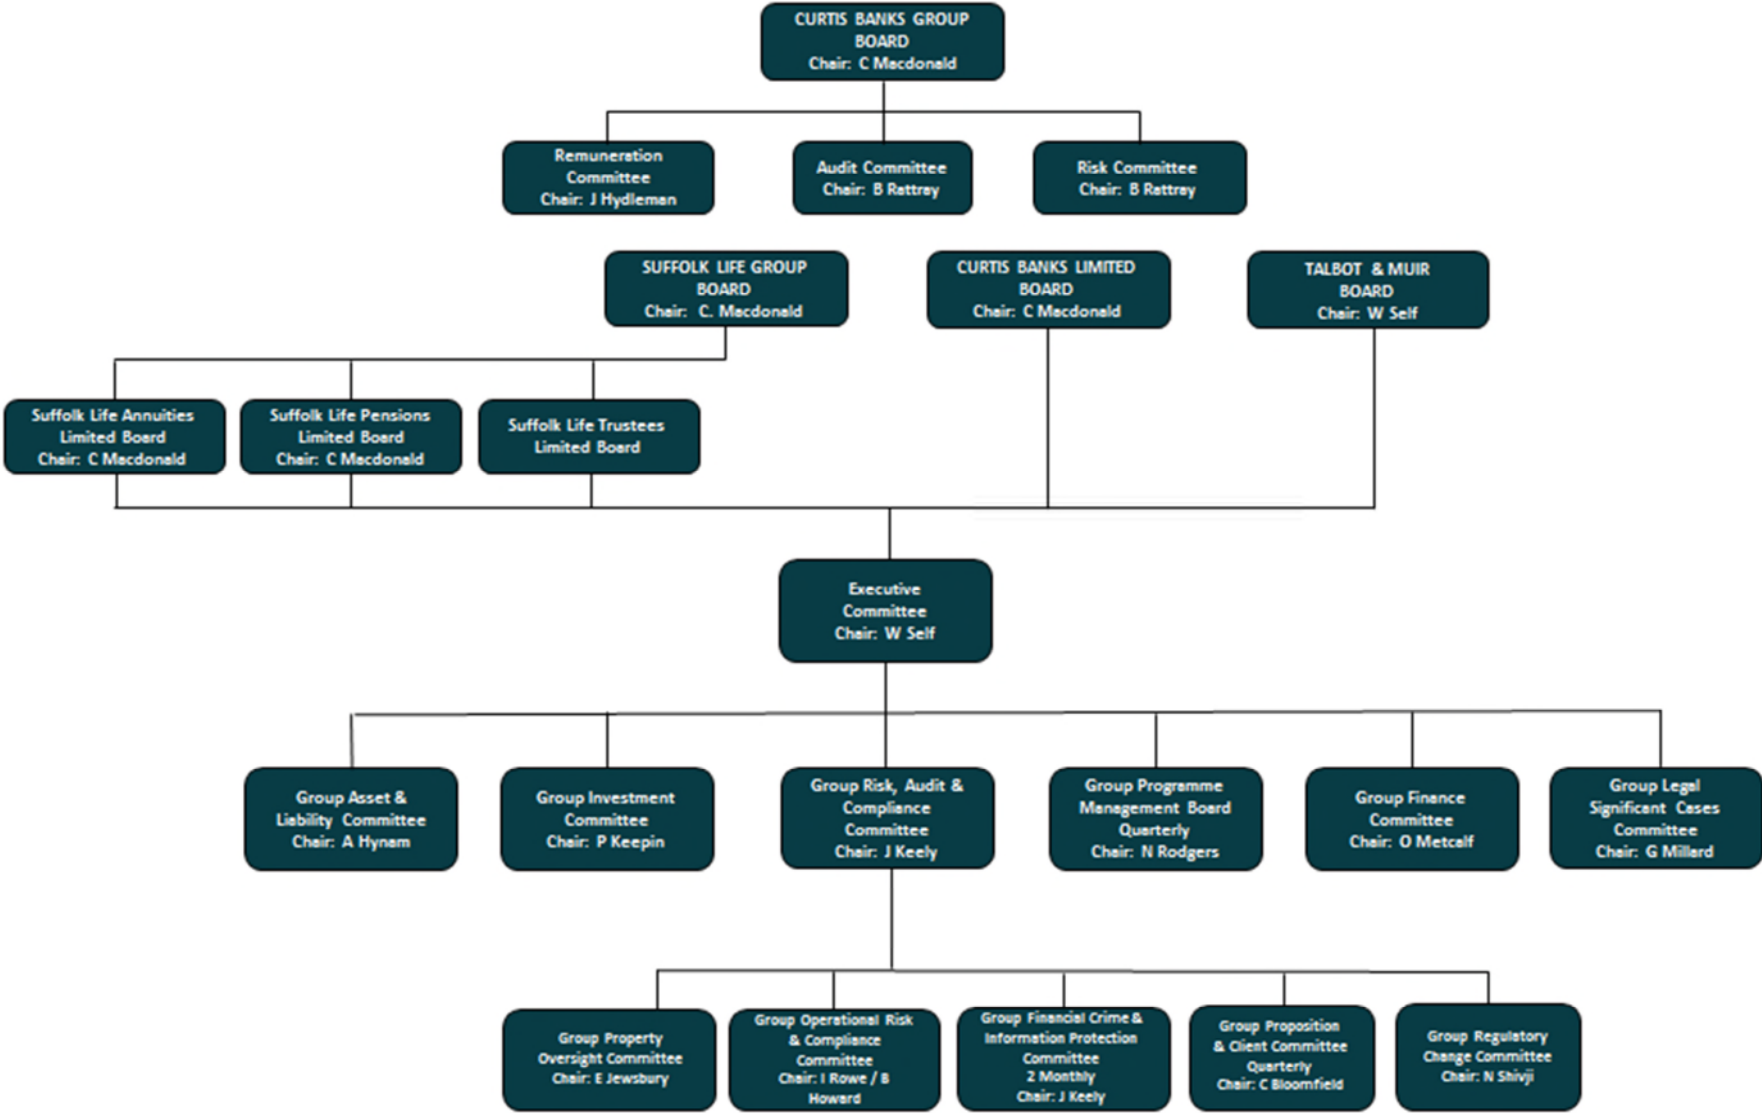 CURTIS BANKS GROUP
BOARD
Chair: C Macdonald
Remuneration
Committee
Chair: J Hydleman
Audit Committee
Chair: B Rattray
Risk Committee
Chair: B Rattray
SUFFOLK LIFE GROUP
BOARD
Chair: C. Macdonald
CURTIS BANKS LIMITED
BOARD
Chair: C Macdonald
TALBOT & MUIR
BOARD
Chair: W Self
Suffolk Life Annuities
Limited Board
Chair: C Macdonald
Suffolk Life Pensions
Limited Board
Chair: C Macdonald
Suffolk Life Trustees
Limited Board
Executive
Committee
Chair: W Self
Group Asset &
Liability Committee
Chair: A Hynam
Group Investment
Committee
Chair: P Keepin
Group Risk, Audit &
Compliance
Committee
Chair: J Keely
Group Programme
Management Board
Quarterly
Chair: N Rodgers
Group Finance
Committee
Chair: O Metcalf
Group Legal
Significant Cases
Committee
Chair: G Millard
Group Property
Oversight Committee
Chair: E Jewsbury
Group Operational Risk
& Compliance
Committee
Chair: I Rowe / B
Howard
Group Financial Crime &
Information Protection
Committee
2 Monthly
Chair: J Keely
Group Proposition
& Client Committee
Quarterly
Chair: C Bloomfield
Group Regulatory
Change Committee
Chair: N Shivji